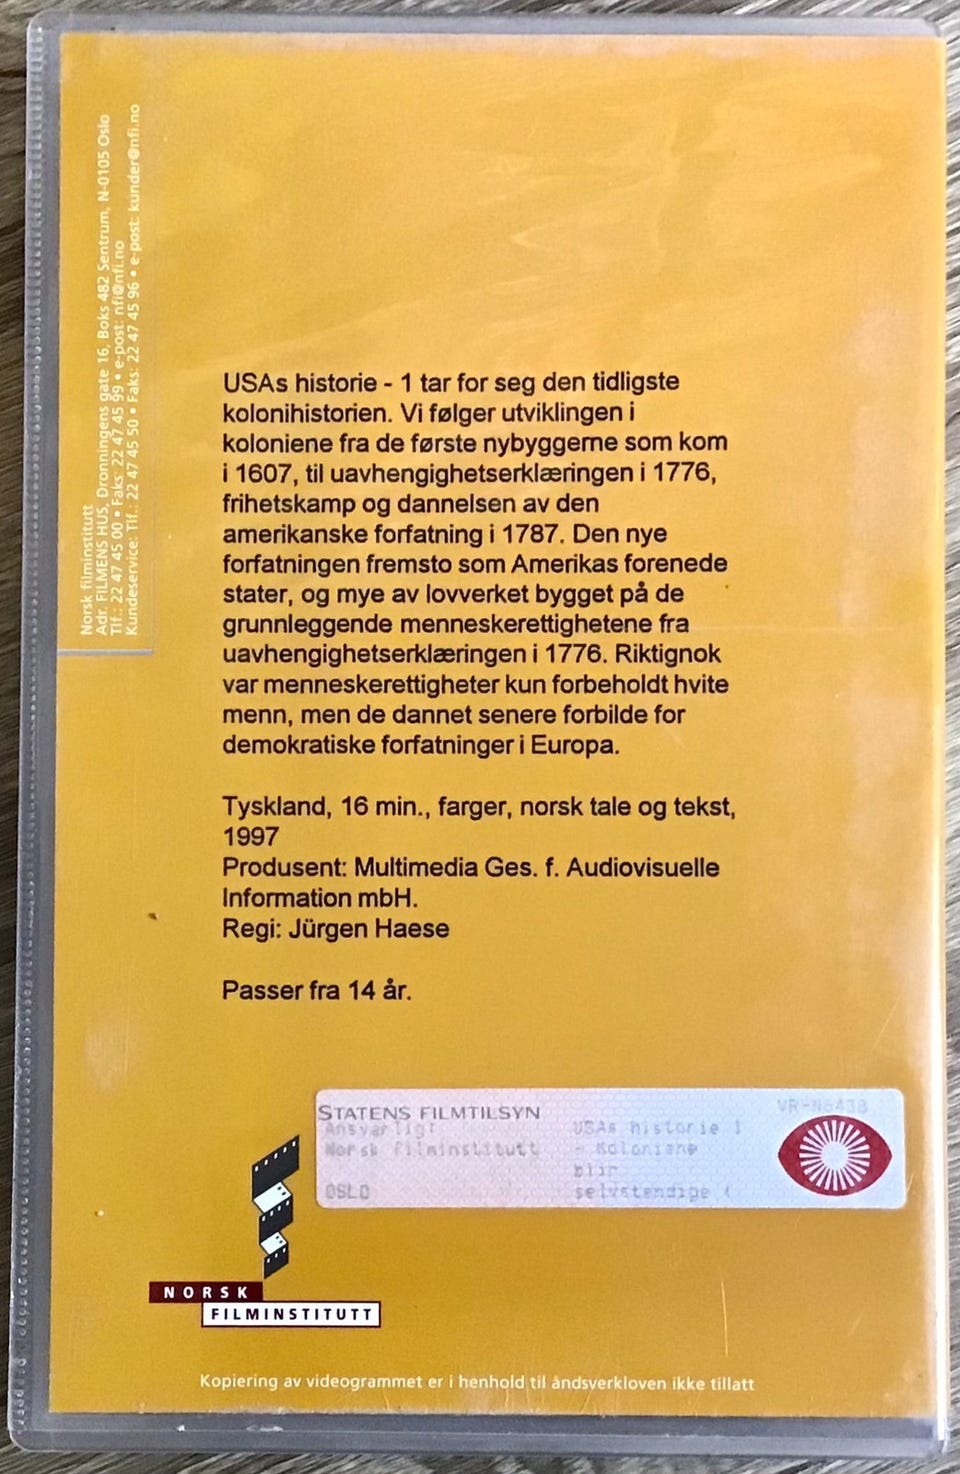 Norsk filminstitutt
Adr. FILMENS HUS, Dronningens gate 16, Boks 482 Sentrum, N-0105 Oslo
Tlf.: 22 47 45 00 • Faks: 22 47 45 99 • e-post: nfi@nfi.no
Kundeservice: Tlf.: 22 47 45 50 • Faks: 22 47 45 96 • e-post: kunder@nfi.no
USAs historie - 1 tar for seg den tidligste
kolonihistorien. Vi følger utviklingen i
koloniene fra de første nybyggerne som kom
i 1607, til uavhengighetserklæringen i 1776,
frihetskamp og dannelsen av den
amerikanske forfatning i 1787. Den nye
forfatningen fremsto som Amerikas forenede
stater, og mye av lovverket bygget på de
grunnleggende menneskerettighetene fra
uavhengighetserklæringen i 1776. Riktignok
var menneskerettigheter kun forbeholdt hvite
menn, men de dannet senere forbilde for
demokratiske forfatninger i Europa.
Tyskland, 16 min., farger, norsk tale og tekst,
1997
Produsent: Multimedia Ges. f. Audiovisuelle
Information mbH.
Regi: Jürgen Haese
Passer fra 14 år.
STATENS FILMTILSYN
Ansvarlig:
Norsk filminstitutt
OSLO
USAs historie 1
- Koloniene
blir
selvstendige (
VR-N6438
NORSK
FILMINSTITUTT
Kopiering av videogrammet er i henhold til åndsverkloven ikke tillatt